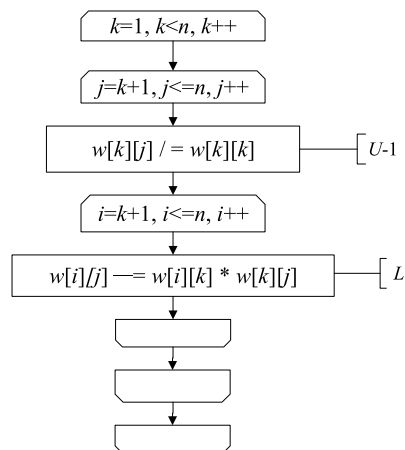 k=1, k<n, k++
j=k+1, j<=n, j++
w[k][j] / = w[k][k]
U-1
i=k+1, i<=n, i++
w[i][j] —= w[i][k] * w[k][j]
L